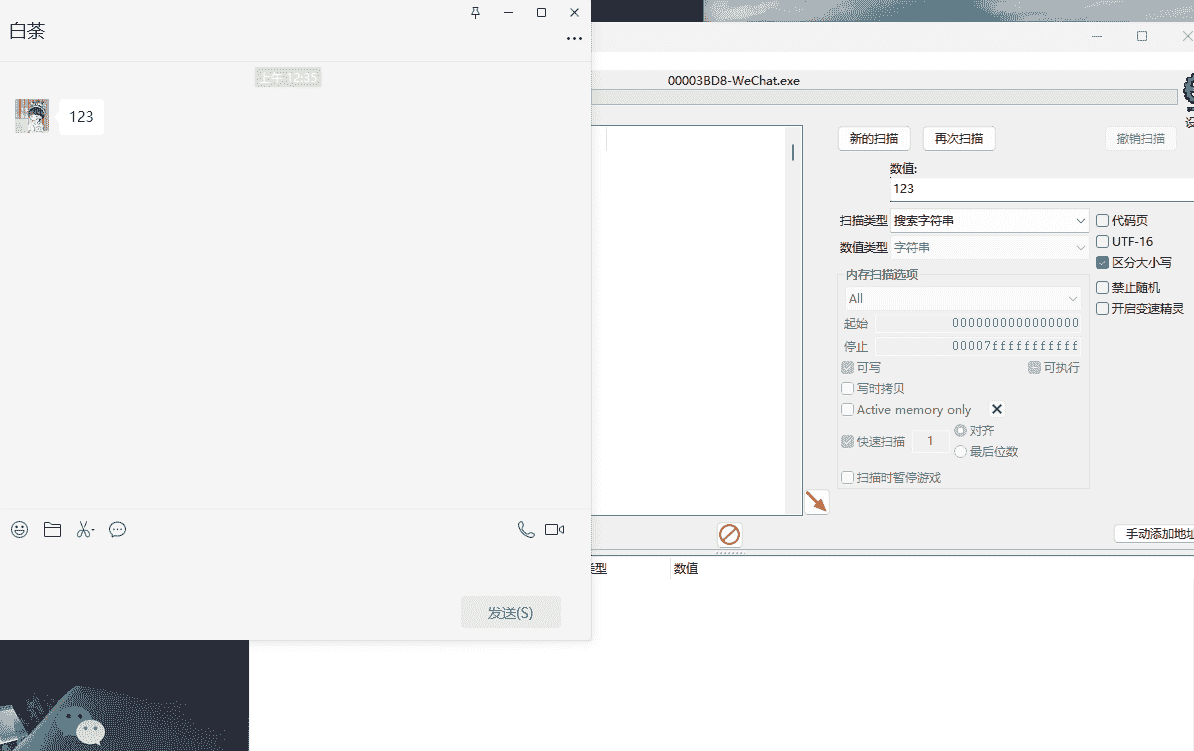 白荼
上午 12:35
123
发送(S)
00003BD8-WeChat.exe
新的扫描
再次扫描
撤销扫描
数值:
123
扫描类型
搜索字符串
数值类型
字符串
代码页
UTF-16
区分大小写
禁止随机
开启变速精灵
内存扫描选项
All
起始
0000000000000000
停止
00007fffffffffff
可写
可执行
写时拷贝
Active memory only
快速扫描
1
对齐
最后位数
扫描时暂停游戏
手动添加地址
类型
数值